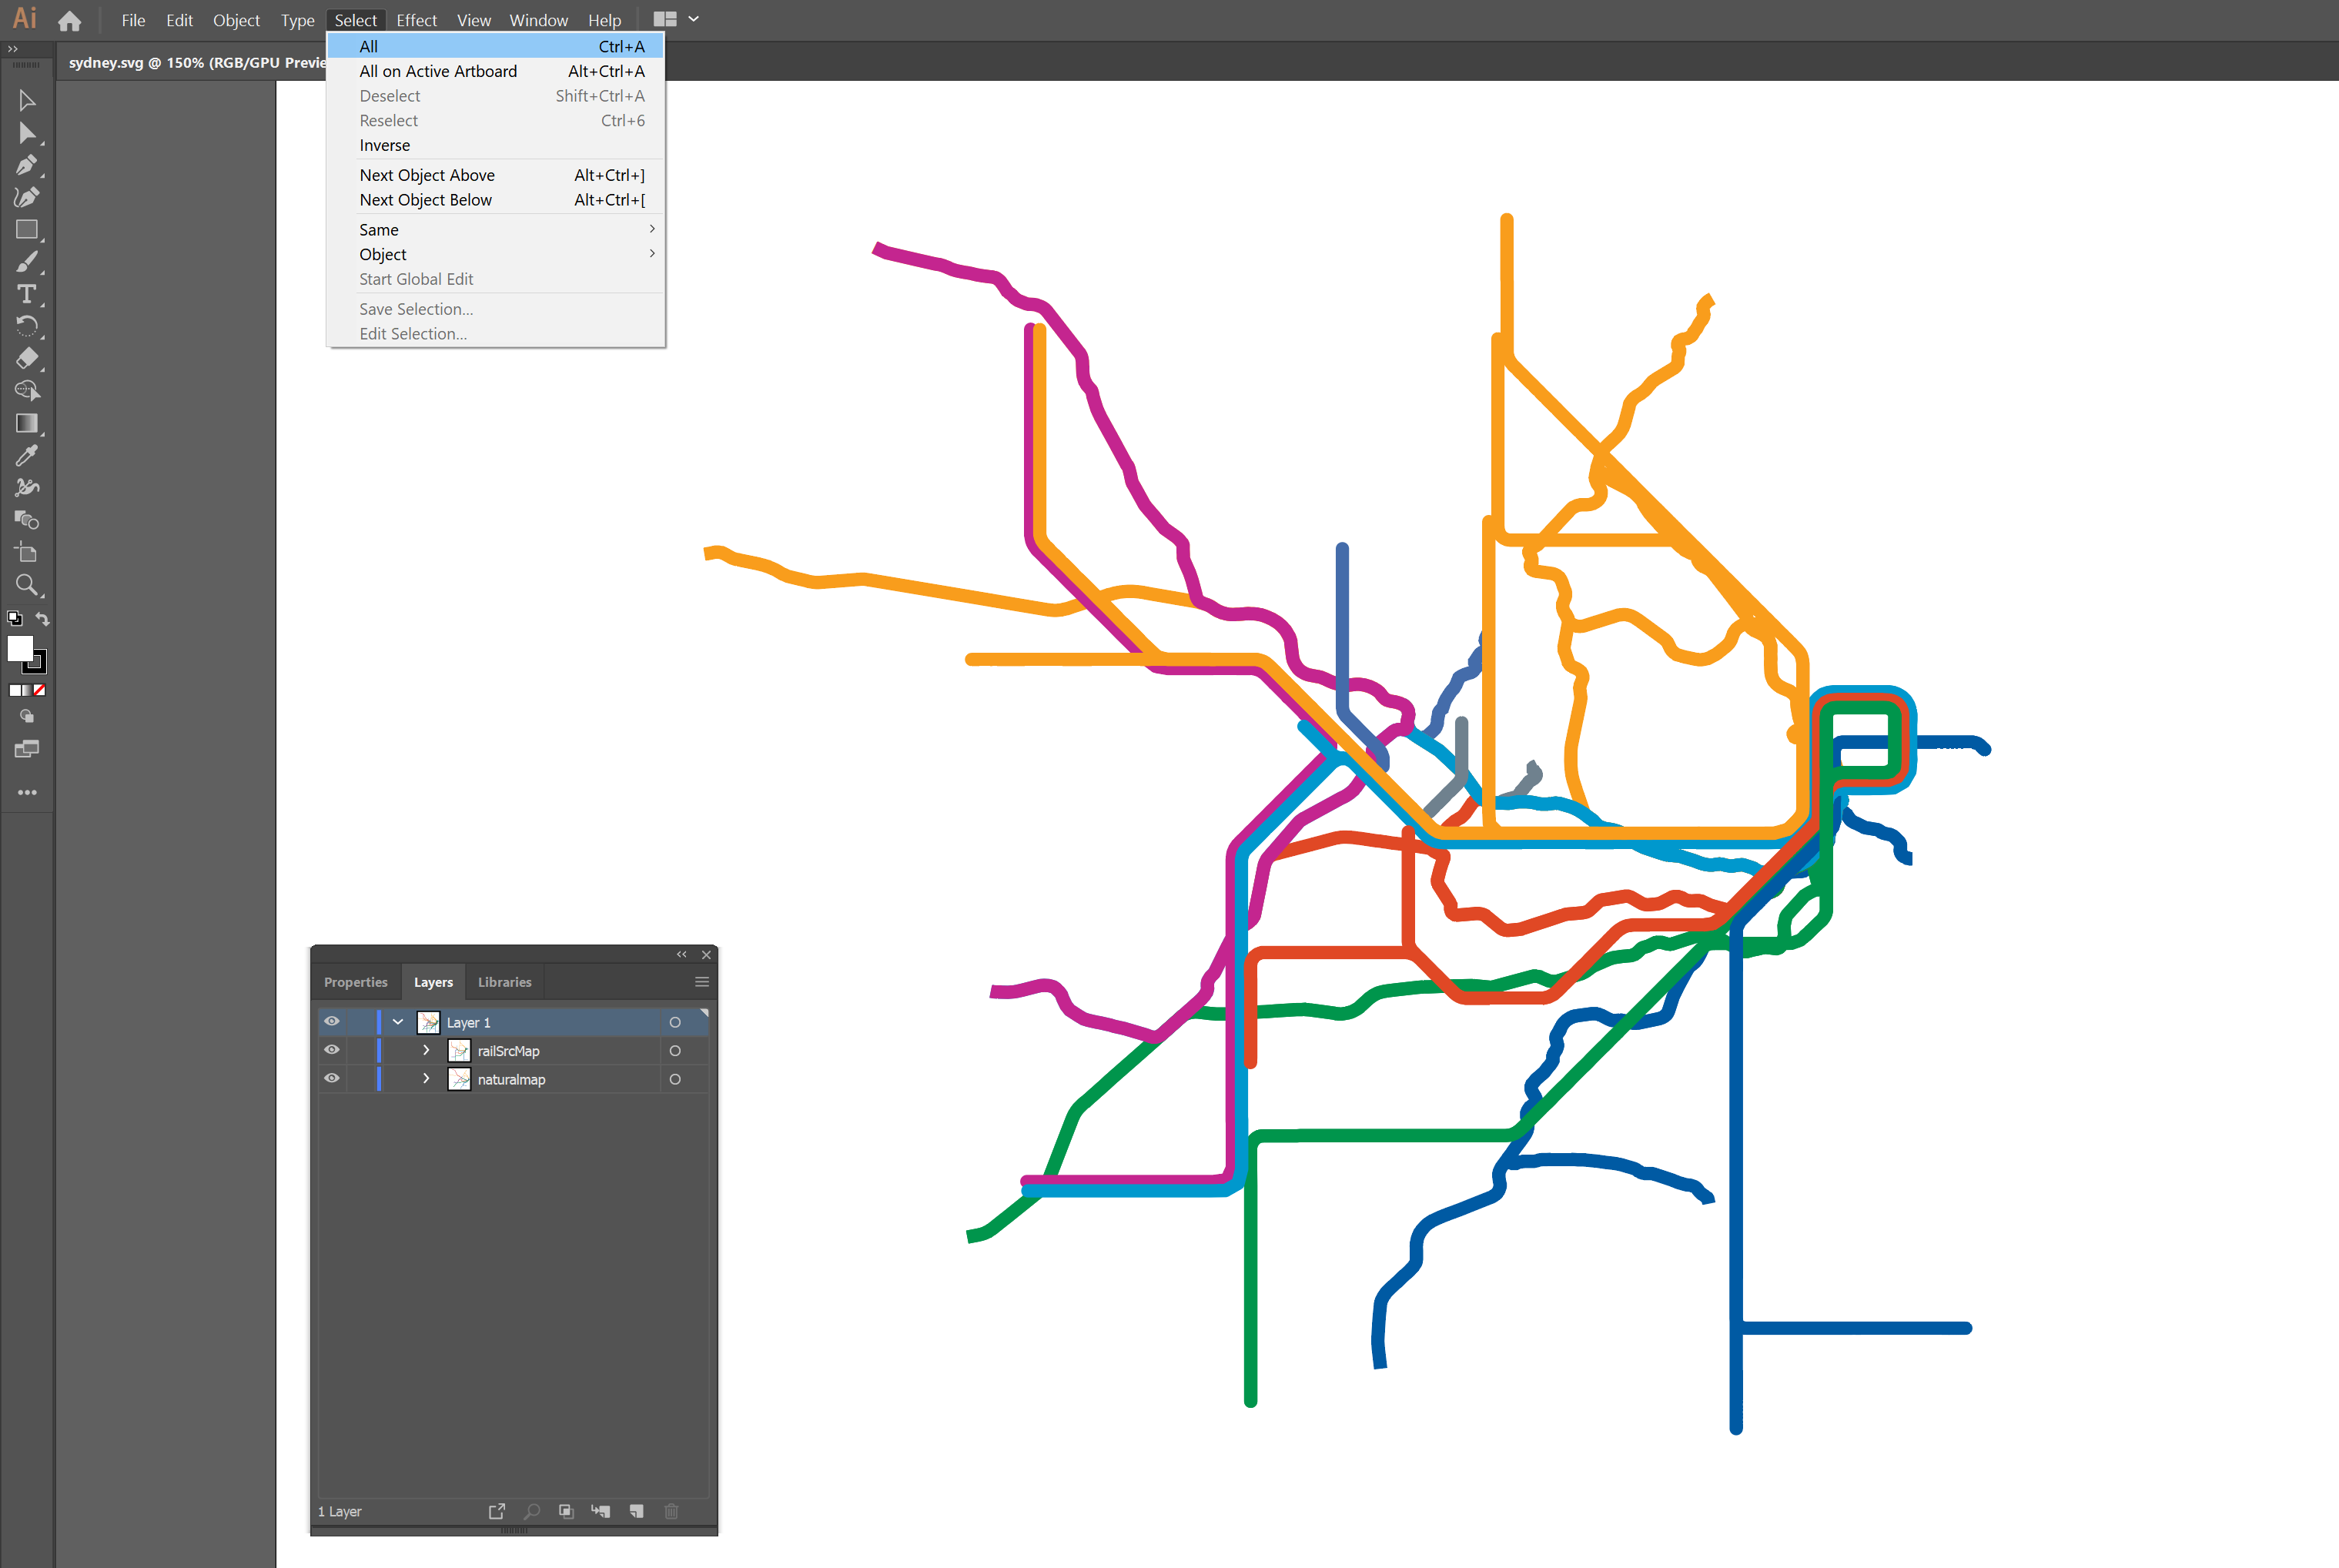 Ai File Edit Object Type Select Effect View Window Help
sydney.svg @ 150% (RGB/GPU Previe
All Ctrl+A
All on Active Artboard Alt+Ctrl+A
Deselect Shift+Ctrl+A
Reselect Ctrl+6
Inverse
Next Object Above Alt+Ctrl+]
Next Object Below Alt+Ctrl+[
Same
Object
Start Global Edit
Save Selection...
Edit Selection...
Properties Layers Libraries
Layer 1
railSrcMap
naturalmap
1 Layer